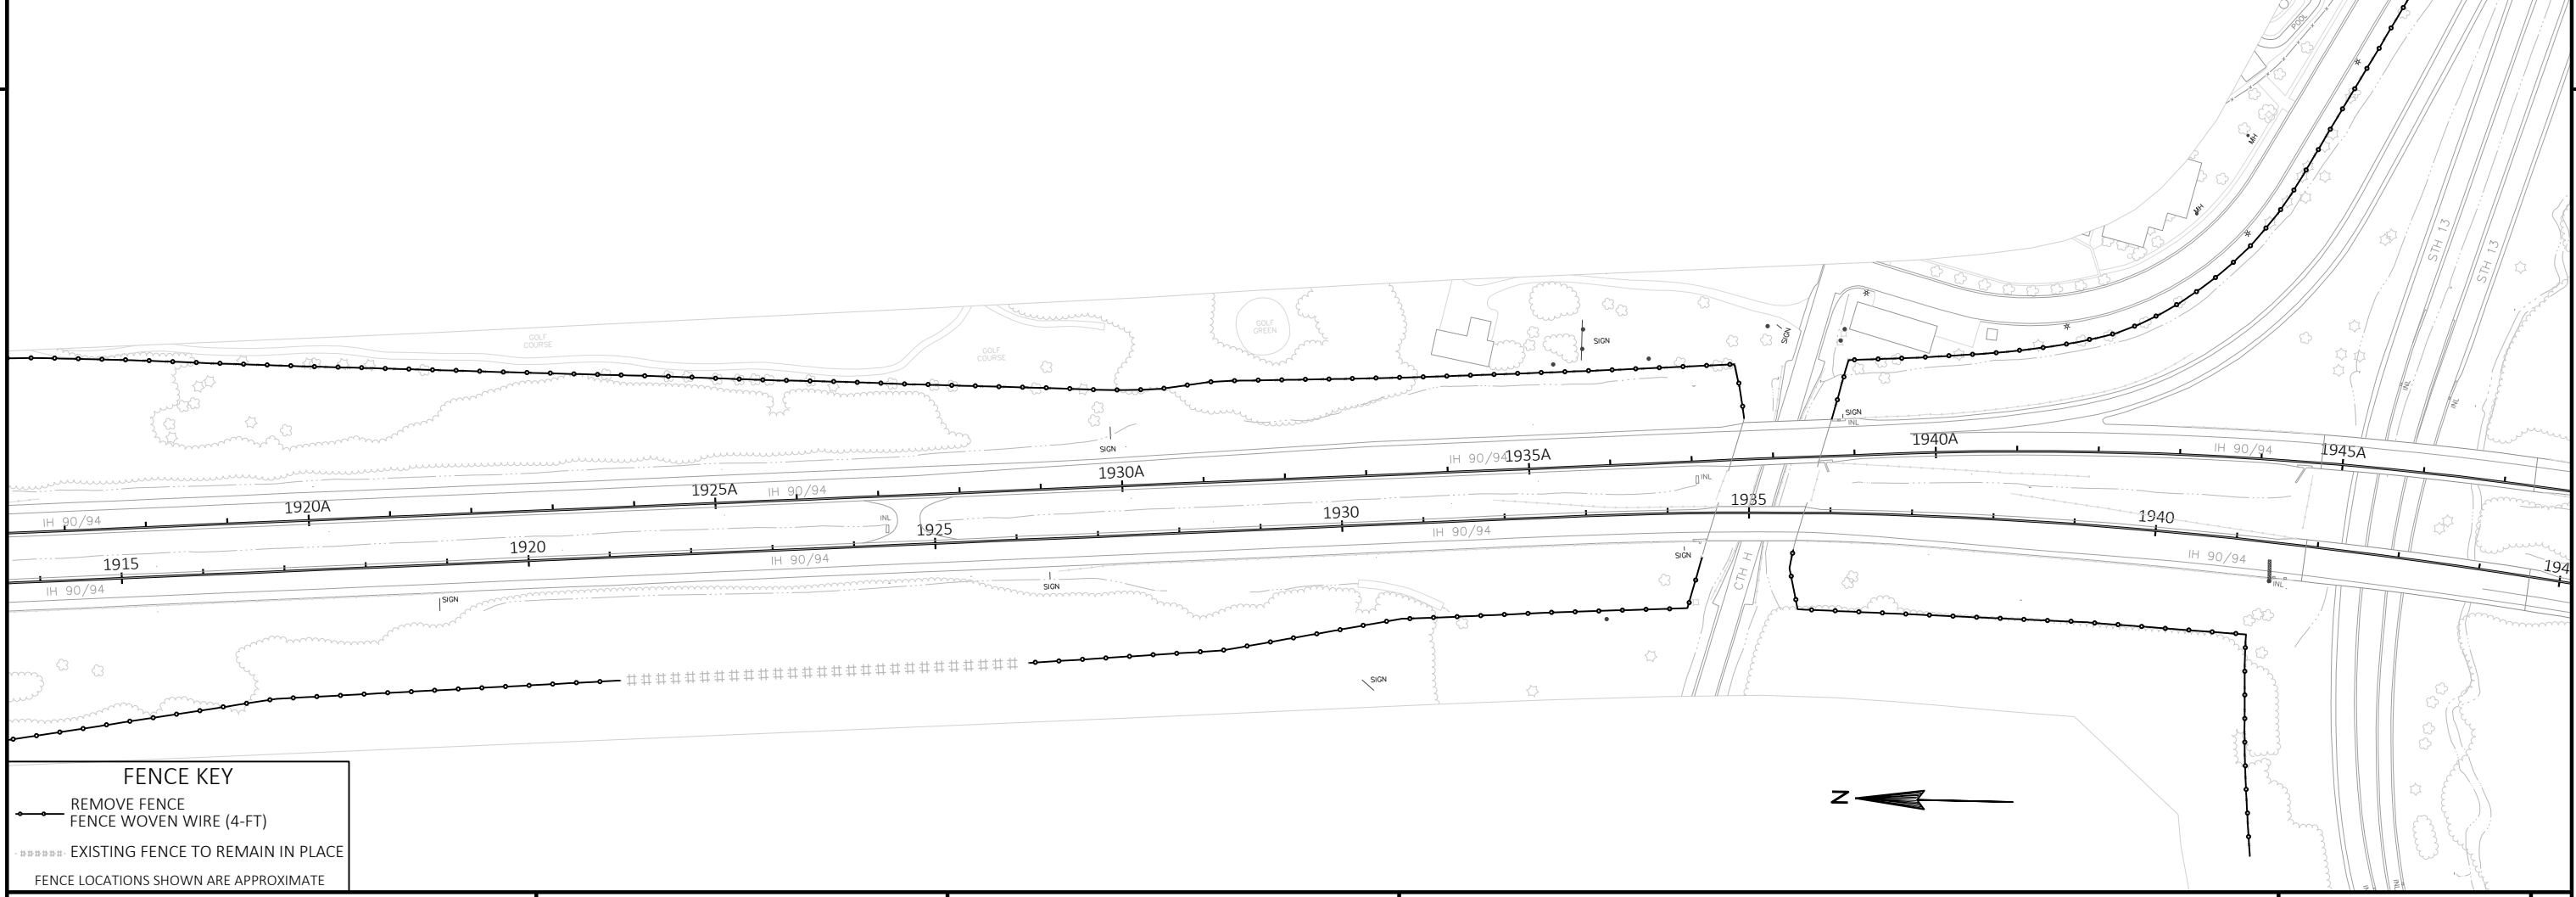 POOL
MH
MH
STH 13
STH 13
GOLF
COURSE
GOLF
COURSE
GOLF
GREEN
SIGN
SIGN
SIGN
INL
INL
INL
SIGN
IH 90/94
1920A
1925A
IH 90/94
1930A
IH 90/94
1935A
1940A
IH 90/94
1945A
INL
INL
1915
IH 90/94
1920
IH 90/94
1925
1930
IH 90/94
1935
1940
IH 90/94
194
SIGN
SIGN
SIGN
SIGN
CTH H
INL
N
FENCE KEY
REMOVE FENCE
FENCE WOVEN WIRE (4-FT)
EXISTING FENCE TO REMAIN IN PLACE
FENCE LOCATIONS SHOWN ARE APPROXIMATE